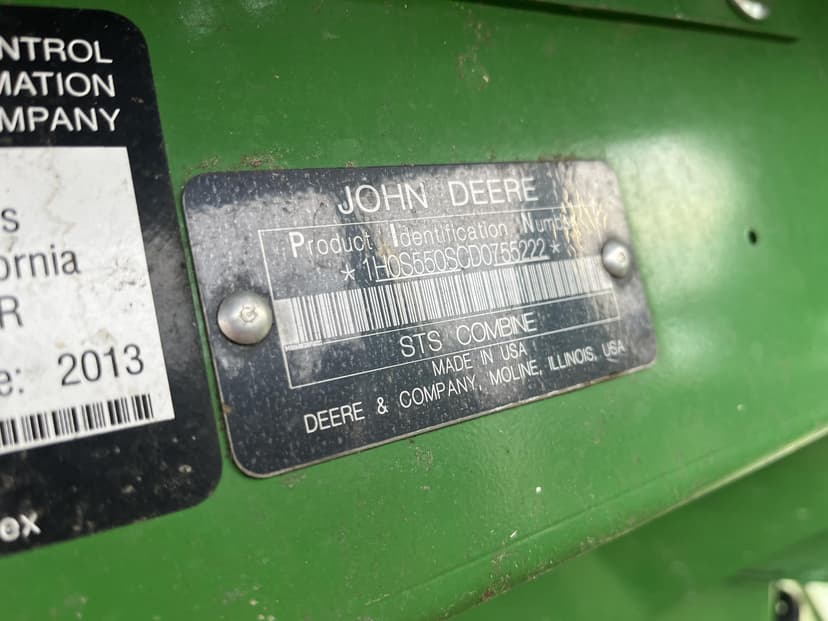 NTROL
MATION
MPANY
s
ornia
R
e: 2013
ex
JOHN DEERE
Product Identification Number
*1H0S550SCD0755222*
STS COMBINE
MADE IN USA
DEERE & COMPANY, MOLINE, ILLINOIS, USA